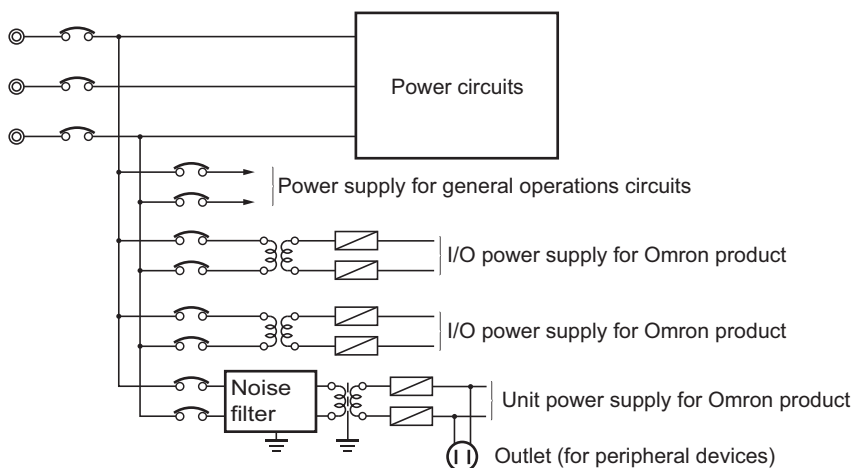 Power circuits
Power supply for general operations circuits
I/O power supply for Omron product
I/O power supply for Omron product
Noise
filter
Unit power supply for Omron product
Outlet (for peripheral devices)